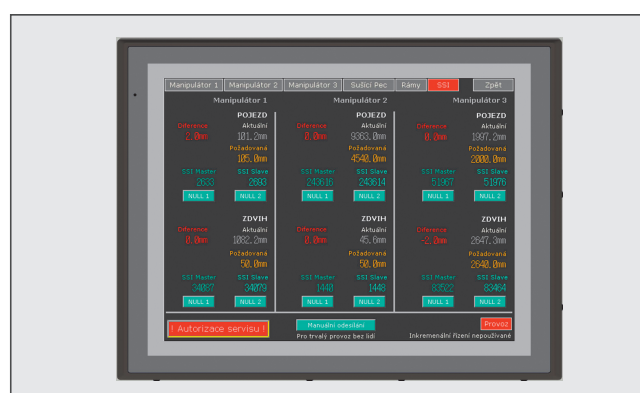 Manipulátor 1 Manipulátor 2 Manipulátor 3 Sušící Pec Rámy SSI Zpět
Manipulátor 1 Manipulátor 2 Manipulátor 3
POJEZD POJEZD POJEZD
Diference Aktuální Diference Aktuální Diference Aktuální
2.0mm 101.2mm 0.0mm 9363.0mm 0.0mm 1997.2mm
Požadovaná Požadovaná Požadovaná
105.0mm 4540.0mm 2000.0mm
SSI Master SSI Slave SSI Master SSI Slave SSI Master SSI Slave
2633 2693 243616 243614 51967 51976
NULL 1 NULL 2 NULL 1 NULL 2 NULL 1 NULL 2
ZDVIH ZDVIH ZDVIH
Diference Aktuální Diference Aktuální Diference Aktuální
0.0mm 1082.2mm 0.0mm 45.6mm -2.0mm 2647.3mm
Požadovaná Požadovaná Požadovaná
50.0mm 50.0mm 2640.0mm
SSI Master SSI Slave SSI Master SSI Slave SSI Master SSI Slave
34087 34079 1440 1448 83522 83464
NULL 1 NULL 2 NULL 1 NULL 2 NULL 1 NULL 2
! Autorizace servisu ! Manuální odesílání Provoz
Pro trvalý provoz bez lidí Inkremenální řízení nepoužívané